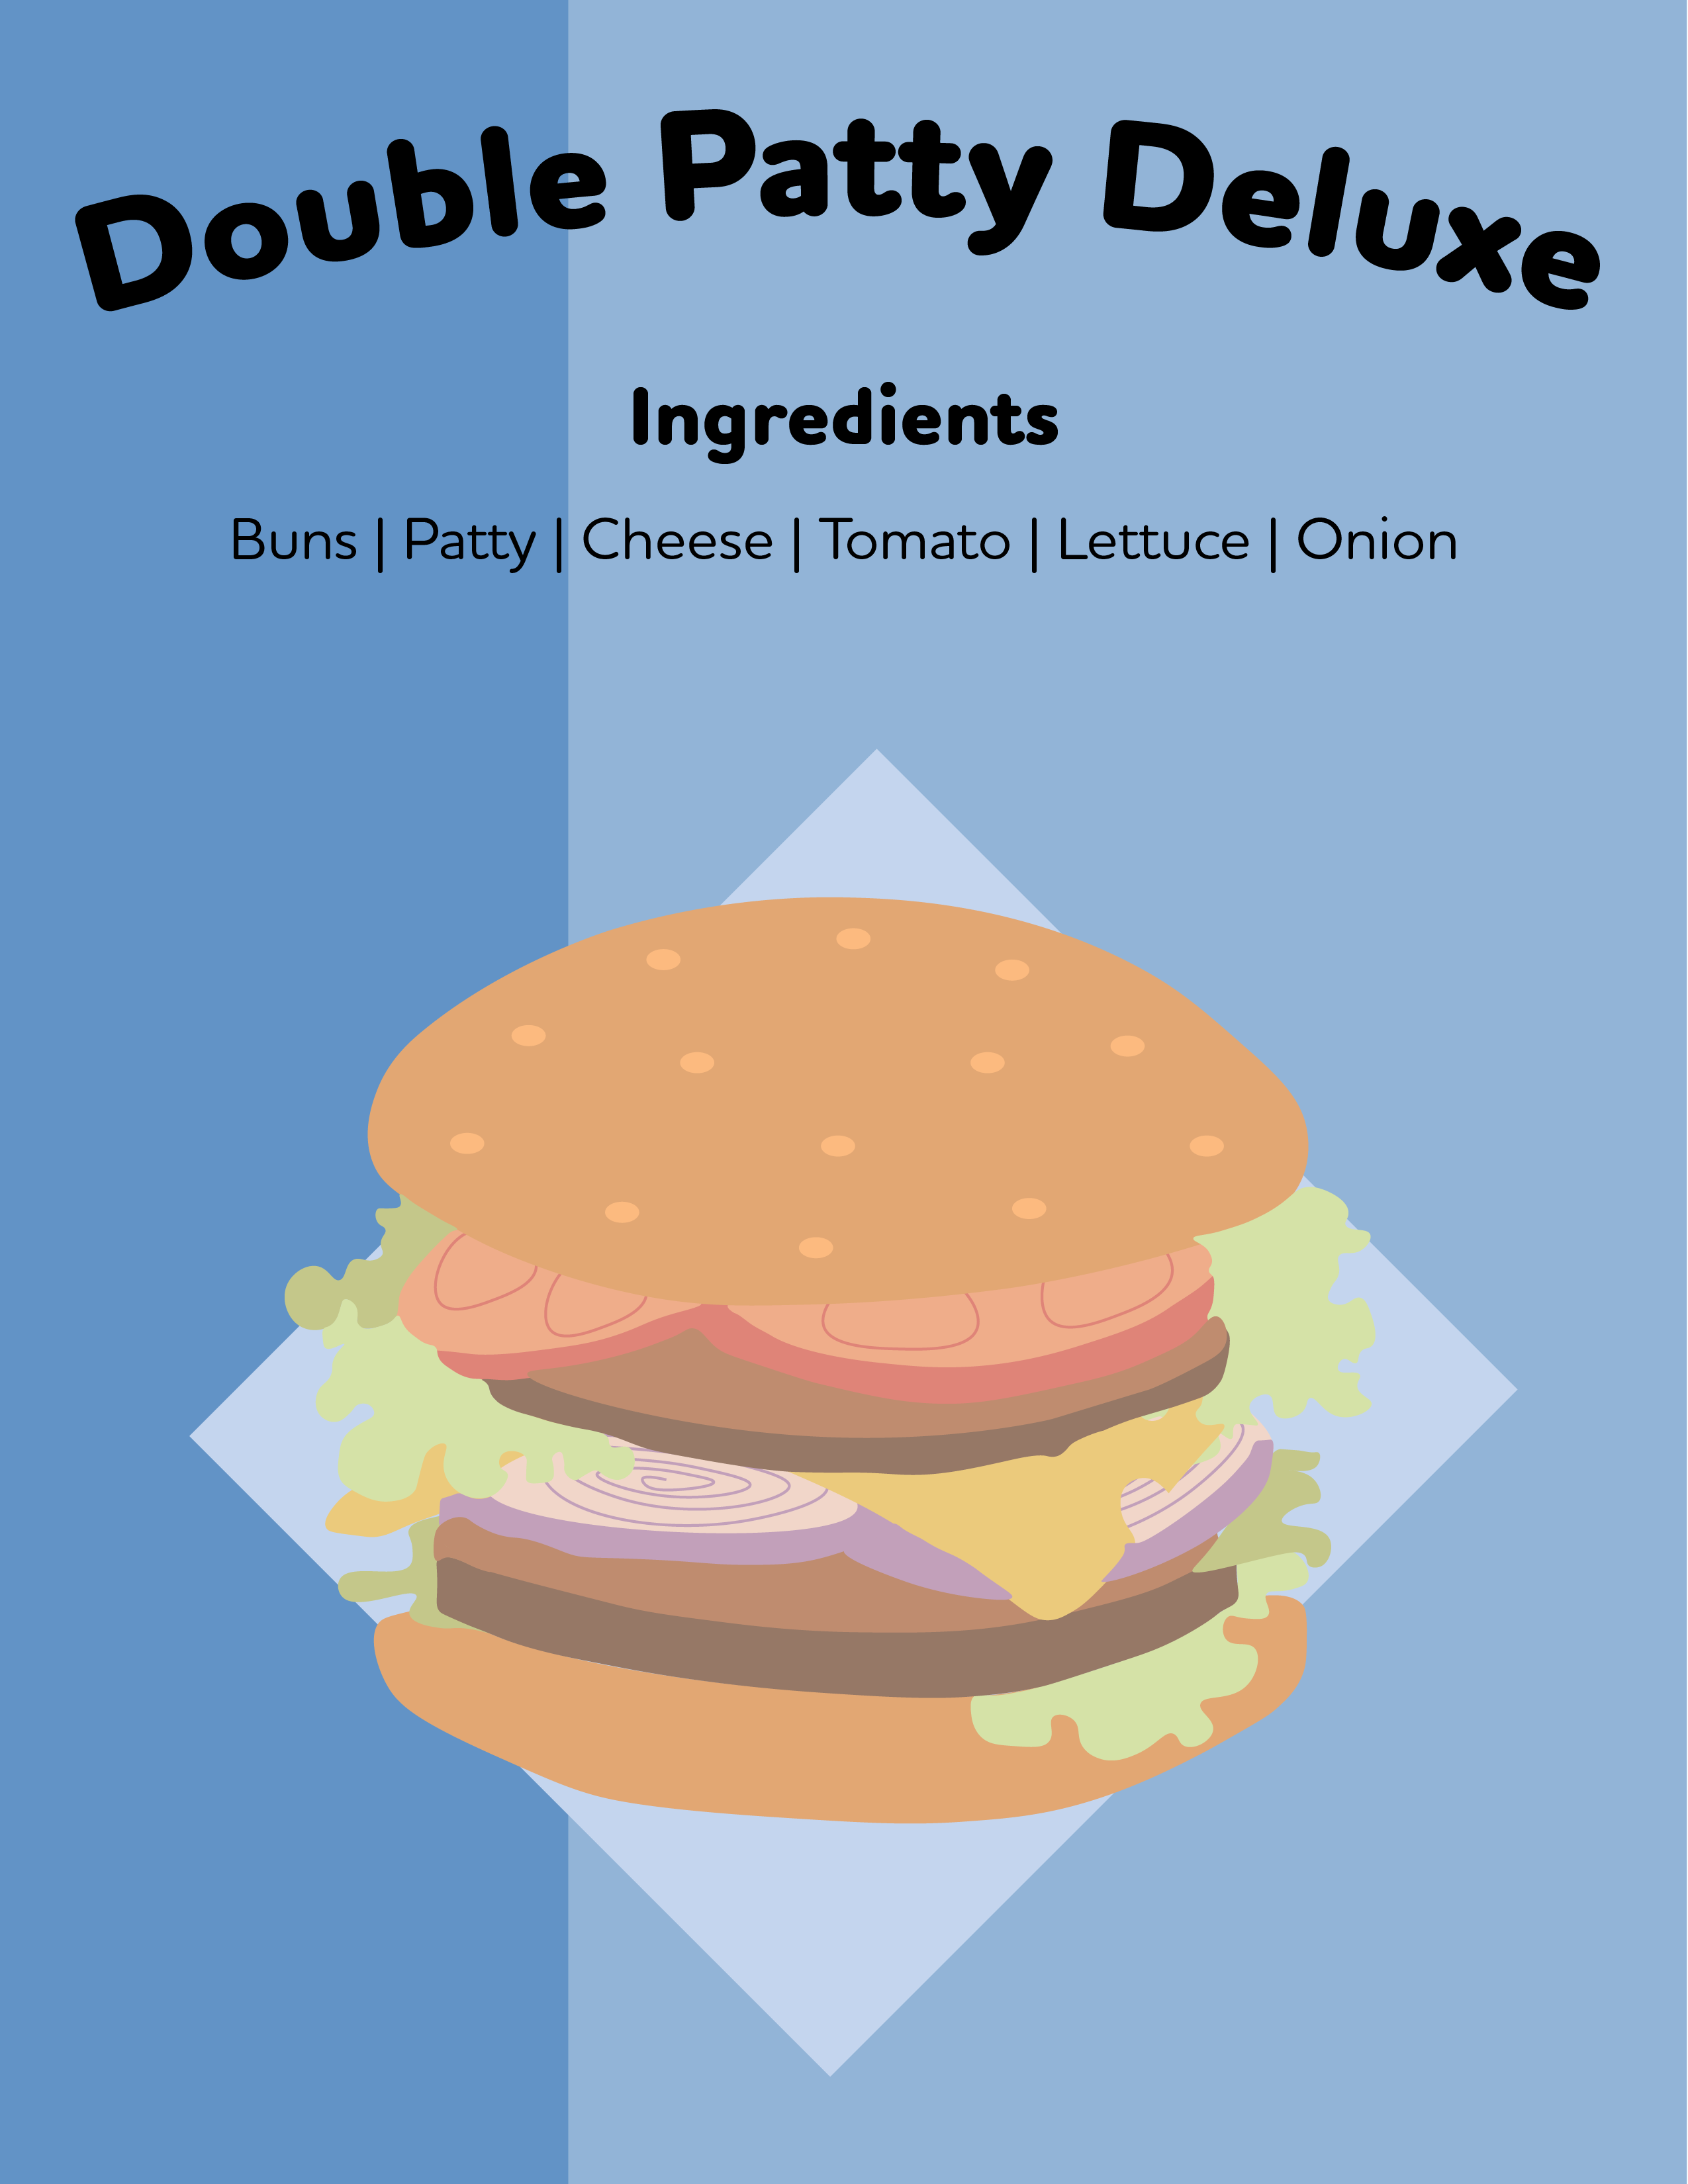 Double Patty Deluxe
Ingredients
Buns | Patty | Cheese | Tomato | Lettuce | Onion